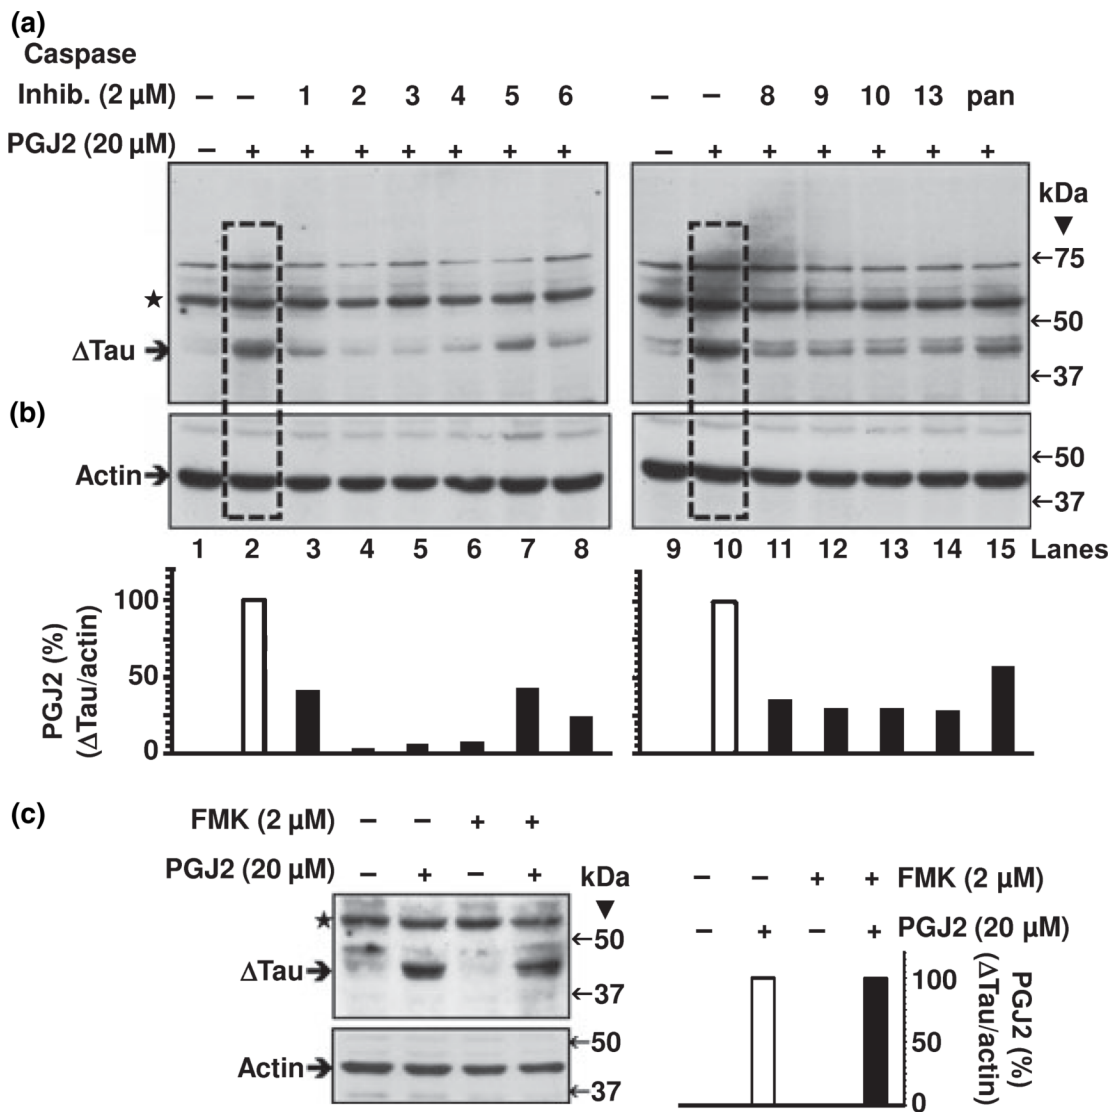 (a)
Caspase
Inhib. (2 µM) – – 1 2 3 4 5 6 – – 8 9 10 13 pan
PGJ2 (20 µM) – + + + + + + + – + + + + + +
kDa
▼
←75
★
←50
ΔTau →
←37
(b)
Actin →
←50
←37
1 2 3 4 5 6 7 8 9 10 11 12 13 14 15 Lanes
PGJ2 (%)
(ΔTau/actin)
100
50
0
(c)
FMK (2 µM) – – + +
PGJ2 (20 µM) – + – +
kDa
▼
★
←50
ΔTau →
←37
Actin →
←50
←37
– – + + FMK (2 µM)
– + – + PGJ2 (20 µM)
100
50
0
PGJ2 (%)
(ΔTau/actin)